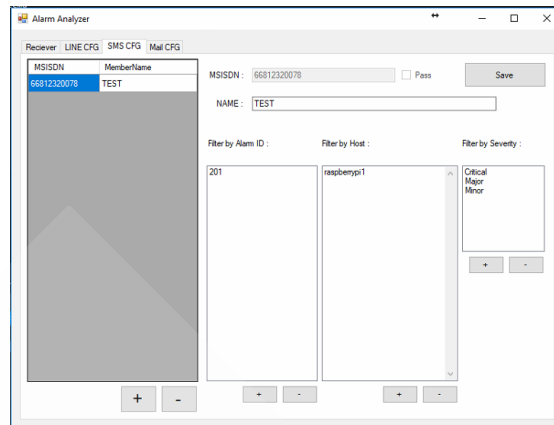 Alarm Analyzer
Reciever LINE CFG SMS CFG Mail CFG
MSISDN MemberName
66812320078 TEST
MSISDN : 66812320078 Pass Save
NAME : TEST
Filter by Alarm ID : Filter by Host : Filter by Severity :
201 raspberrypi1 Critical
Major
Minor
+ -
+ - + - + -